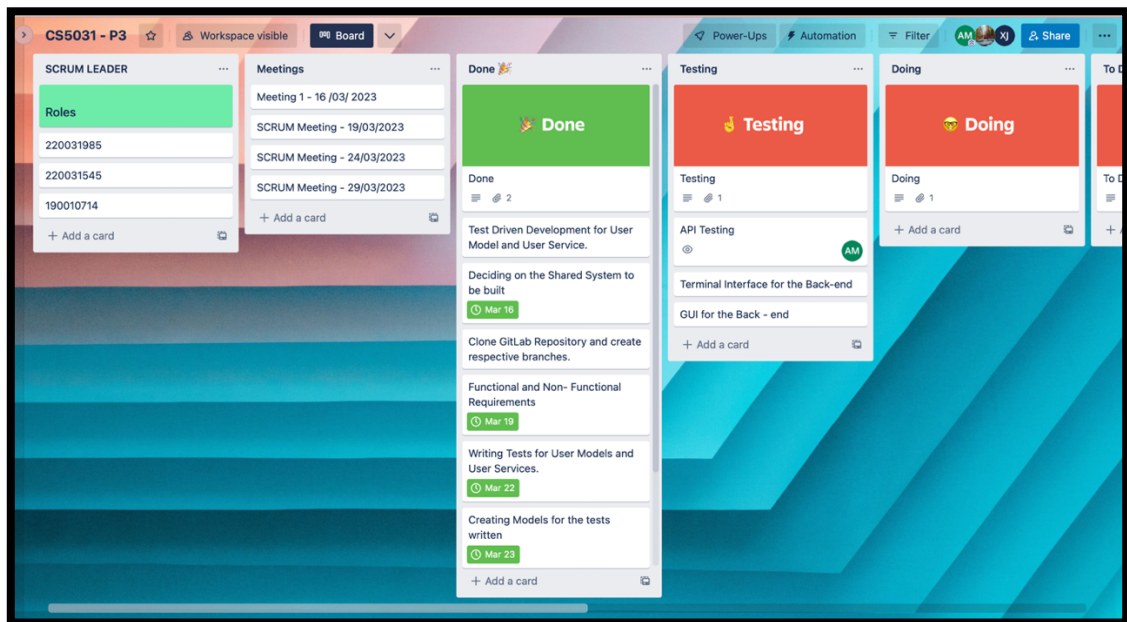 CS5031 - P3
Workspace visible
Board
Power-Ups
Automation
Filter
AM
XJ
Share
SCRUM LEADER
Roles
220031985
220031545
190010714
+ Add a card
Meetings
Meeting 1 - 16 /03/ 2023
SCRUM Meeting - 19/03/2023
SCRUM Meeting - 24/03/2023
SCRUM Meeting - 29/03/2023
+ Add a card
Done 🎉
🎉 Done
Done
2
Test Driven Development for User
Model and User Service.
Deciding on the Shared System to
be built
Mar 16
Clone GitLab Repository and create
respective branches.
Functional and Non- Functional
Requirements
Mar 19
Writing Tests for User Models and
User Services.
Mar 22
Creating Models for the tests
written
Mar 23
+ Add a card
Testing
🤞 Testing
Testing
1
API Testing
AM
Terminal Interface for the Back-end
GUI for the Back - end
+ Add a card
Doing
🤓 Doing
Doing
1
+ Add a card
To
To